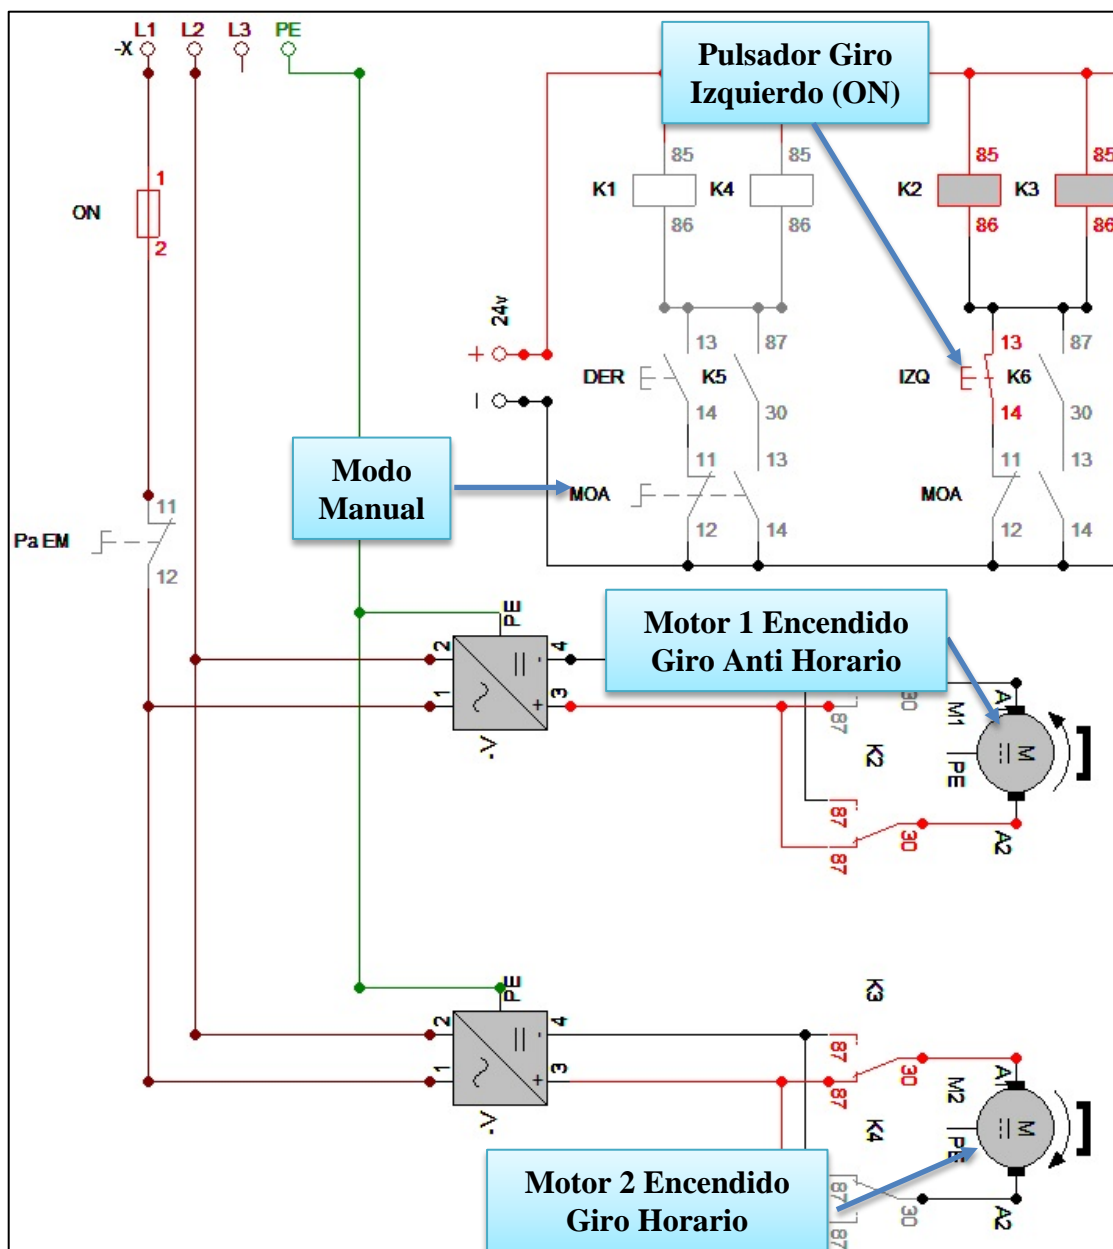 L1 L2 L3 PE
-X
Pulsador Giro
Izquierdo (ON)
85 85 85 85
K1 K4 K2 K3
86 86 86 86
1
ON
2
24v
+
-
13 87 13 87
DER K5 IZQ K6
14 30 14 30
Modo
Manual
11 13 11 13
MOA MOA
12 14 12 14
11
Pa EM
12
PE
2 4
-
1 3
+
-V
Motor 1 Encendido
Giro Anti Horario
87 30
K2
M1
A
M
PE
87
87 30
A2
PE
2 4
-
1 3
+
-V
K3
87
87 30
K4
M2
A
M
PE
87
30
87
A2
Motor 2 Encendido
Giro Horario